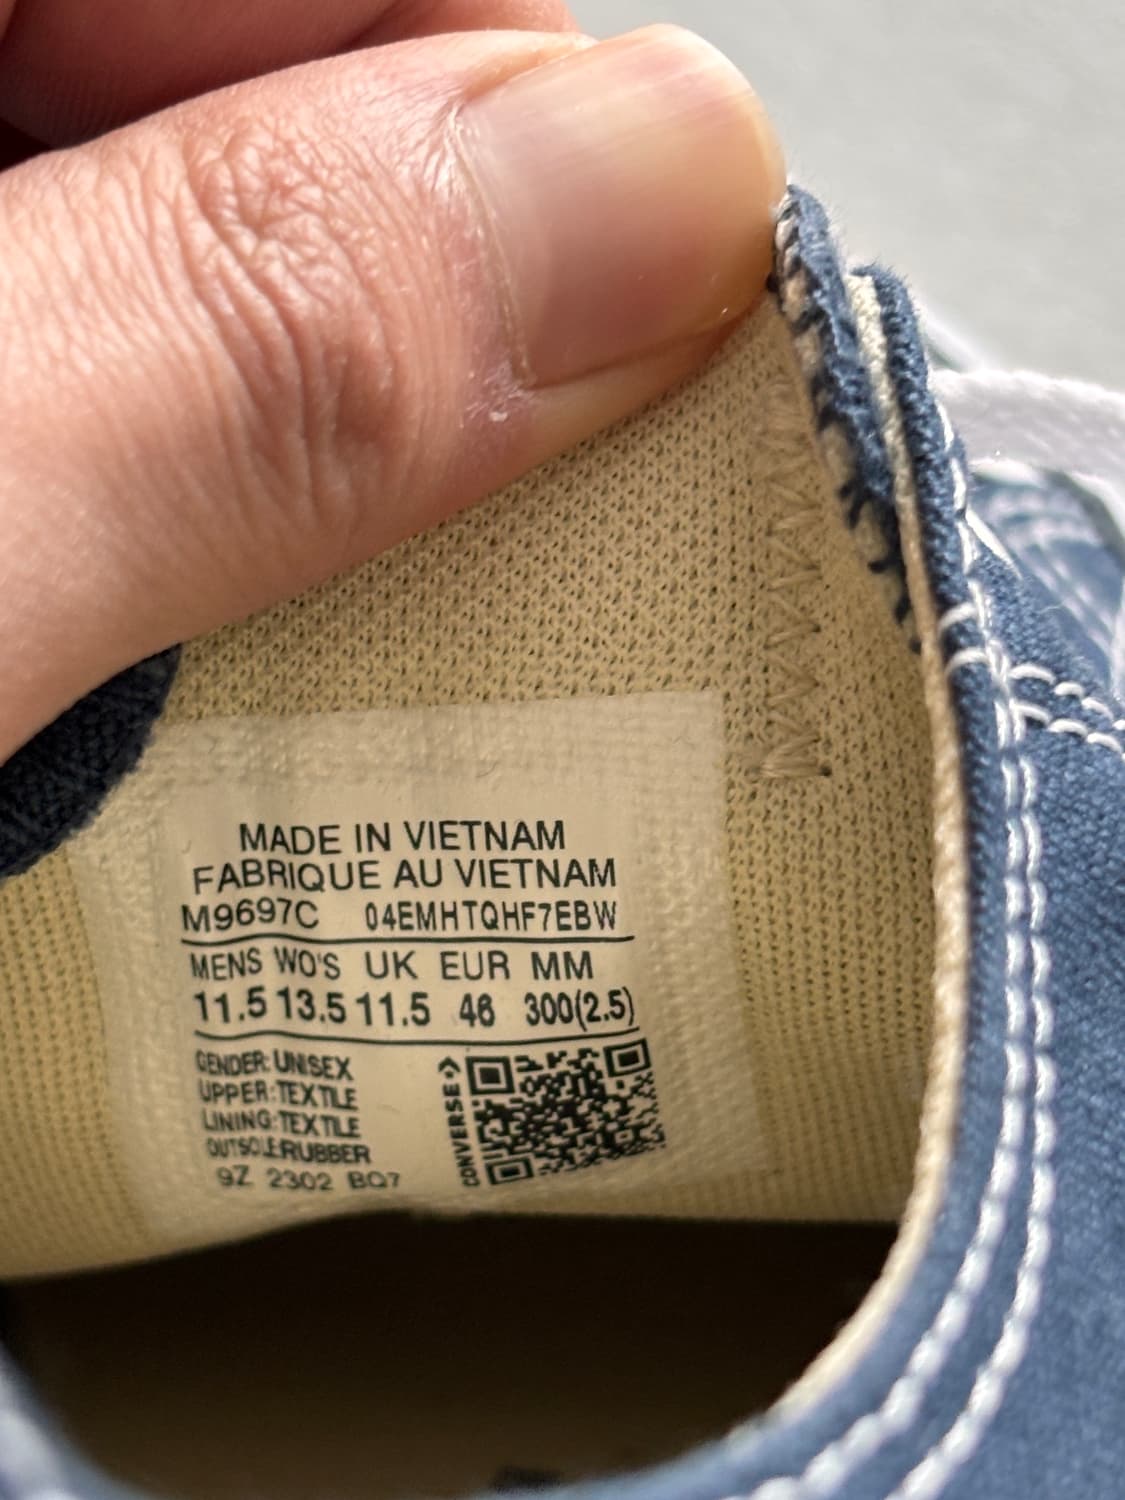 MADE IN VIETNAM
FABRIQUE AU VIETNAM
M9697C 04EMHTQHF7EBW
MENS WO'S UK EUR MM
11.5 13.5 11.5 46 300(2.5)
GENDER: UNISEX
UPPER:TEXTILE
LINING:TEXTILE
OUTSOLE:RUBBER
9Z 2302 BQ7
CONVERSE